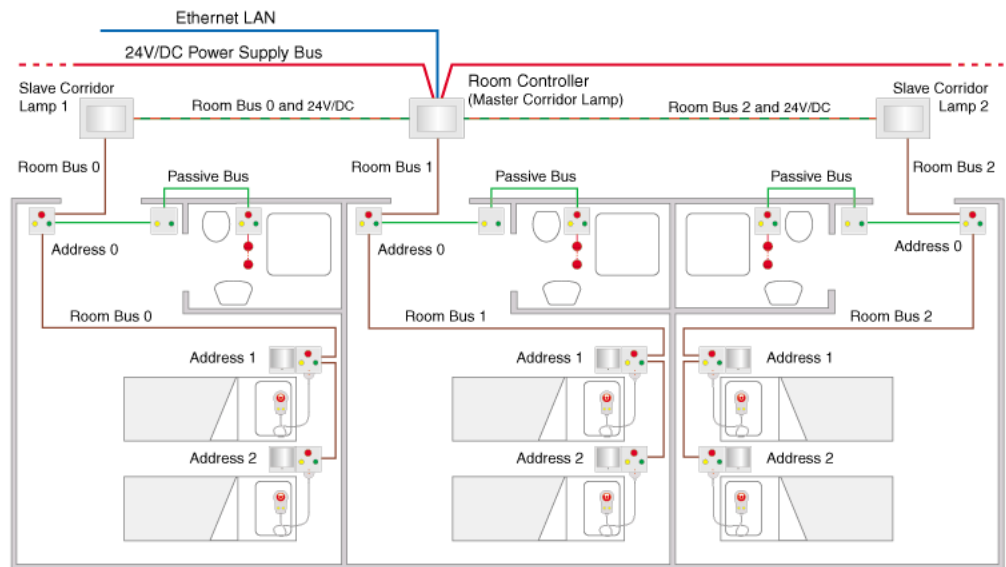 Ethernet LAN
24V/DC Power Supply Bus
Slave Corridor
Lamp 1
Room Bus 0 and 24V/DC
Room Controller
(Master Corridor Lamp)
Room Bus 2 and 24V/DC
Slave Corridor
Lamp 2
Room Bus 0
Room Bus 1
Room Bus 2
Passive Bus
Passive Bus
Passive Bus
Address 0
Address 0
Address 0
Room Bus 0
Room Bus 1
Room Bus 2
Address 1
Address 1
Address 1
Address 2
Address 2
Address 2